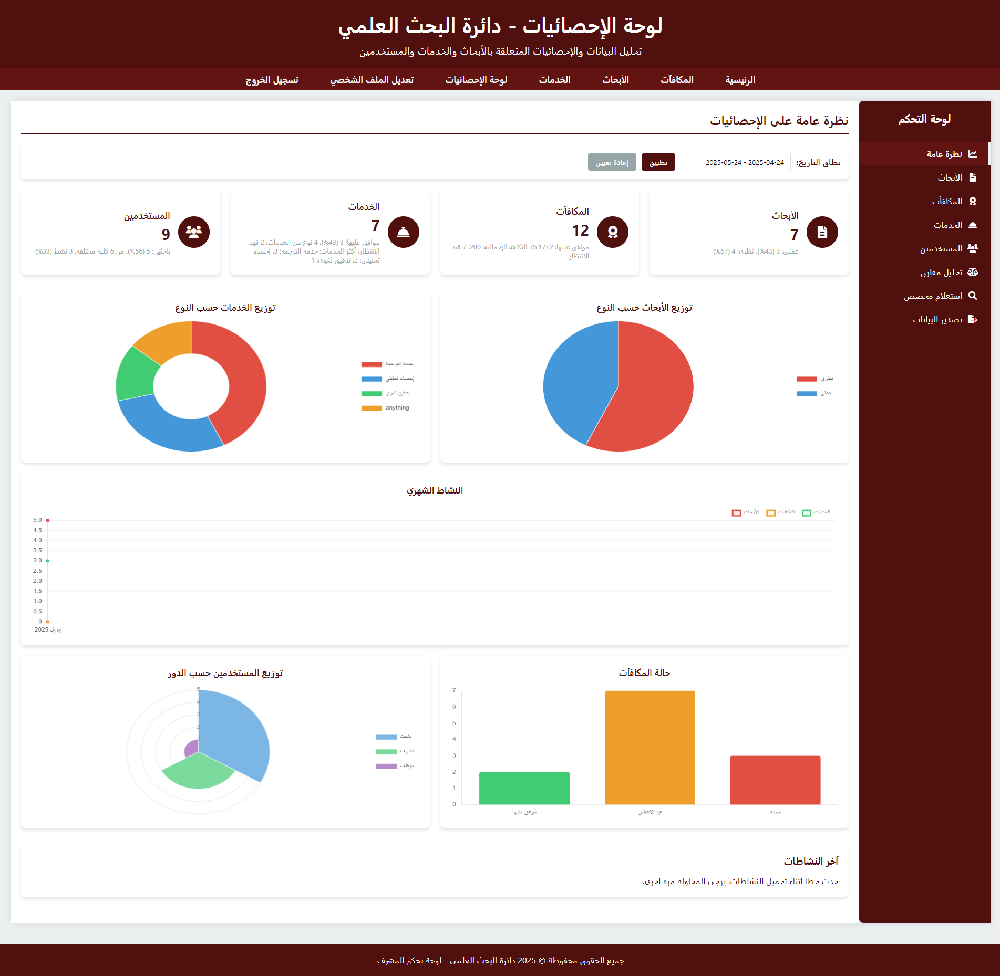 لوحة الإحصائيات - دائرة البحث العلمي
تحليل البيانات والإحصائيات المتعلقة بالأبحاث والخدمات والمستخدمين
الرئيسية
المكافآت
الأبحاث
الخدمات
لوحة الإحصائيات
تعديل الملف الشخصي
تسجيل الخروج
لوحة التحكم
نظرة عامة
الأبحاث
المكافآت
الخدمات
المستخدمين
تحليل مقارن
استعلام مخصص
تصدير البيانات
نظرة عامة على الإحصائيات
نطاق التاريخ:
2025-05-24 - 2025-04-24
تطبيق
إعادة تعيين
الأبحاث
7
عملي: 3 (43%)، نظري: 4 (57%)
المكافآت
12
موافق عليها: 2 (17%)، التكلفة الإجمالية: 200، 7 قيد
الانتظار
الخدمات
7
موافق عليها: 3 (43%)، 4 نوع من الخدمات، 2 قيد
الانتظار، أكثر الخدمات: خدمة الترجمة: 3، إحصاء
تحليلي: 2، تدقيق لغوي: 1
المستخدمين
9
باحثين: 5 (56%)، من 6 كلية مختلفة، 3 نشط (33%)
توزيع الأبحاث حسب النوع
نظري
عملي
توزيع الخدمات حسب النوع
خدمة الترجمة
إحصاء تحليلي
تدقيق لغوي
anything
النشاط الشهري
الخدمات
المكافآت
الأبحاث
5.0
4.5
4.0
3.5
3.0
2.5
2.0
1.5
1.0
0.5
0
إبريل 2025
حالة المكافآت
7
6
5
4
3
2
1
0
موافق عليها
قيد الانتظار
معادة
توزيع المستخدمين حسب الدور
5
4
3
2
1
باحث
مشرف
موظف
آخر النشاطات
حدث خطأ أثناء تحميل النشاطات. يرجى المحاولة مرة أخرى.
جميع الحقوق محفوظة © 2025 دائرة البحث العلمي - لوحة تحكم المشرف